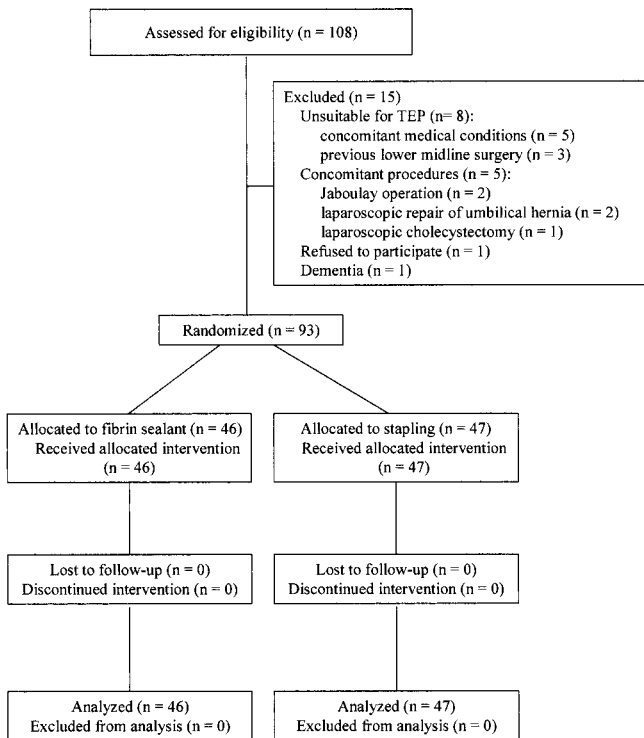 Assessed for eligibility (n = 108)
Excluded (n = 15)
Unsuitable for TEP (n= 8):
concomitant medical conditions (n = 5)
previous lower midline surgery (n = 3)
Concomitant procedures (n = 5):
Jaboulay operation (n = 2)
laparoscopic repair of umbilical hernia (n = 2)
laparoscopic cholecystectomy (n = 1)
Refused to participate (n = 1)
Dementia (n = 1)
Randomized (n = 93)
Allocated to fibrin sealant (n = 46)
Received allocated intervention
(n = 46)
Allocated to stapling (n = 47)
Received allocated intervention
(n = 47)
Lost to follow-up (n = 0)
Discontinued intervention (n = 0)
Lost to follow-up (n = 0)
Discontinued intervention (n = 0)
Analyzed (n = 46)
Excluded from analysis (n = 0)
Analyzed (n = 47)
Excluded from analysis (n = 0)